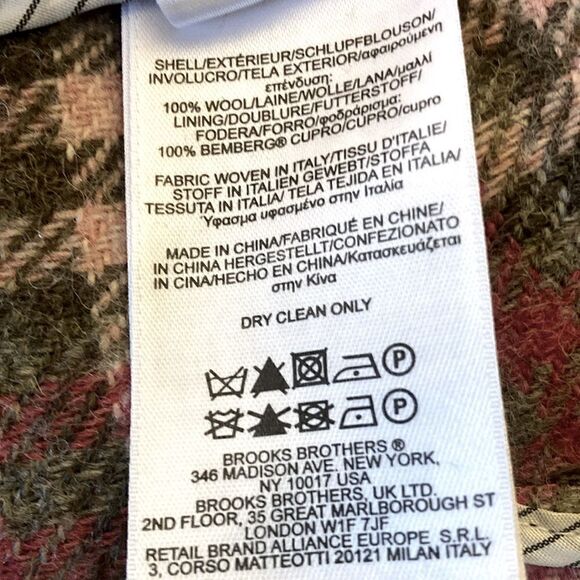 SHELL/EXTÉRIEUR/SCHLUPFBLOUSON/
INVOLUCRO/TELA EXTERIOR/αφαιρούμενη
επένδυση:
100% WOOL/LAINE/WOLLE/LANA/μαλλί
LINING/DOUBLURE/FUTTERSTOFF/
FODERA/FORRO/φοδράρισμα:
100% BEMBERG® CUPRO/CUPRO/cupro
FABRIC WOVEN IN ITALY/TISSU D'ITALIE/
STOFF IN ITALIEN GEWEBT/STOFFA
TESSUTA IN ITALIA/ TELA TEJIDA EN ITALIA/
Υφασμα υφασμένο στην Ιταλία
MADE IN CHINA/FABRIQUÉ EN CHINE/
IN CHINA HERGESTELLT/CONFEZIONATO
IN CINA/HECHO EN CHINA/Κατασκευάζεται
στην Κίνα
DRY CLEAN ONLY
P
P
BROOKS BROTHERS ®
346 MADISON AVE. NEW YORK,
NY 10017 USA
BROOKS BROTHERS, UK LTD.
2ND FLOOR, 35 GREAT MARLBOROUGH ST
LONDON W1F 7JF
RETAIL BRAND ALLIANCE EUROPE S.R.L.
3, CORSO MATTEOTTI 20121 MILAN ITALY